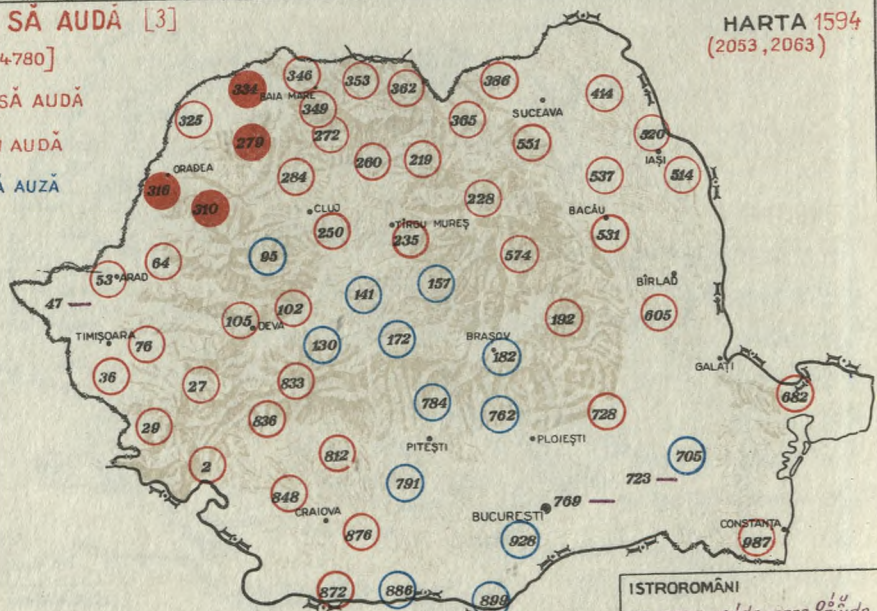 SĂ AUDĂ [3]
HARTA 1594
(2053, 2063)
4780]
SĂ AUDĂ
AUDĂ
AUZĂ
334
346
353
362
386
414
BAIA MARE
349
325
272
365
SUCEAVA
551
520
IAȘI
279
284
260
219
537
514
ORADEA
316
310
228
CLUJ
250
TÎRGU MUREȘ
235
BACĂU
531
574
64
95
53
ARAD
141
157
BÎRLAD
47 —
105
102
DEVA
192
605
TIMIȘOARA
76
130
172
BRAȘOV
182
GALAȚI
36
27
833
682
784
762
728
29
836
PITEȘTI
PLOIEȘTI
2
812
705
723 —
848
791
769 —
CRAIOVA
BUCUREȘTI
876
928
CONSTANȚA
987
872
886
899
ISTROROMÂNI